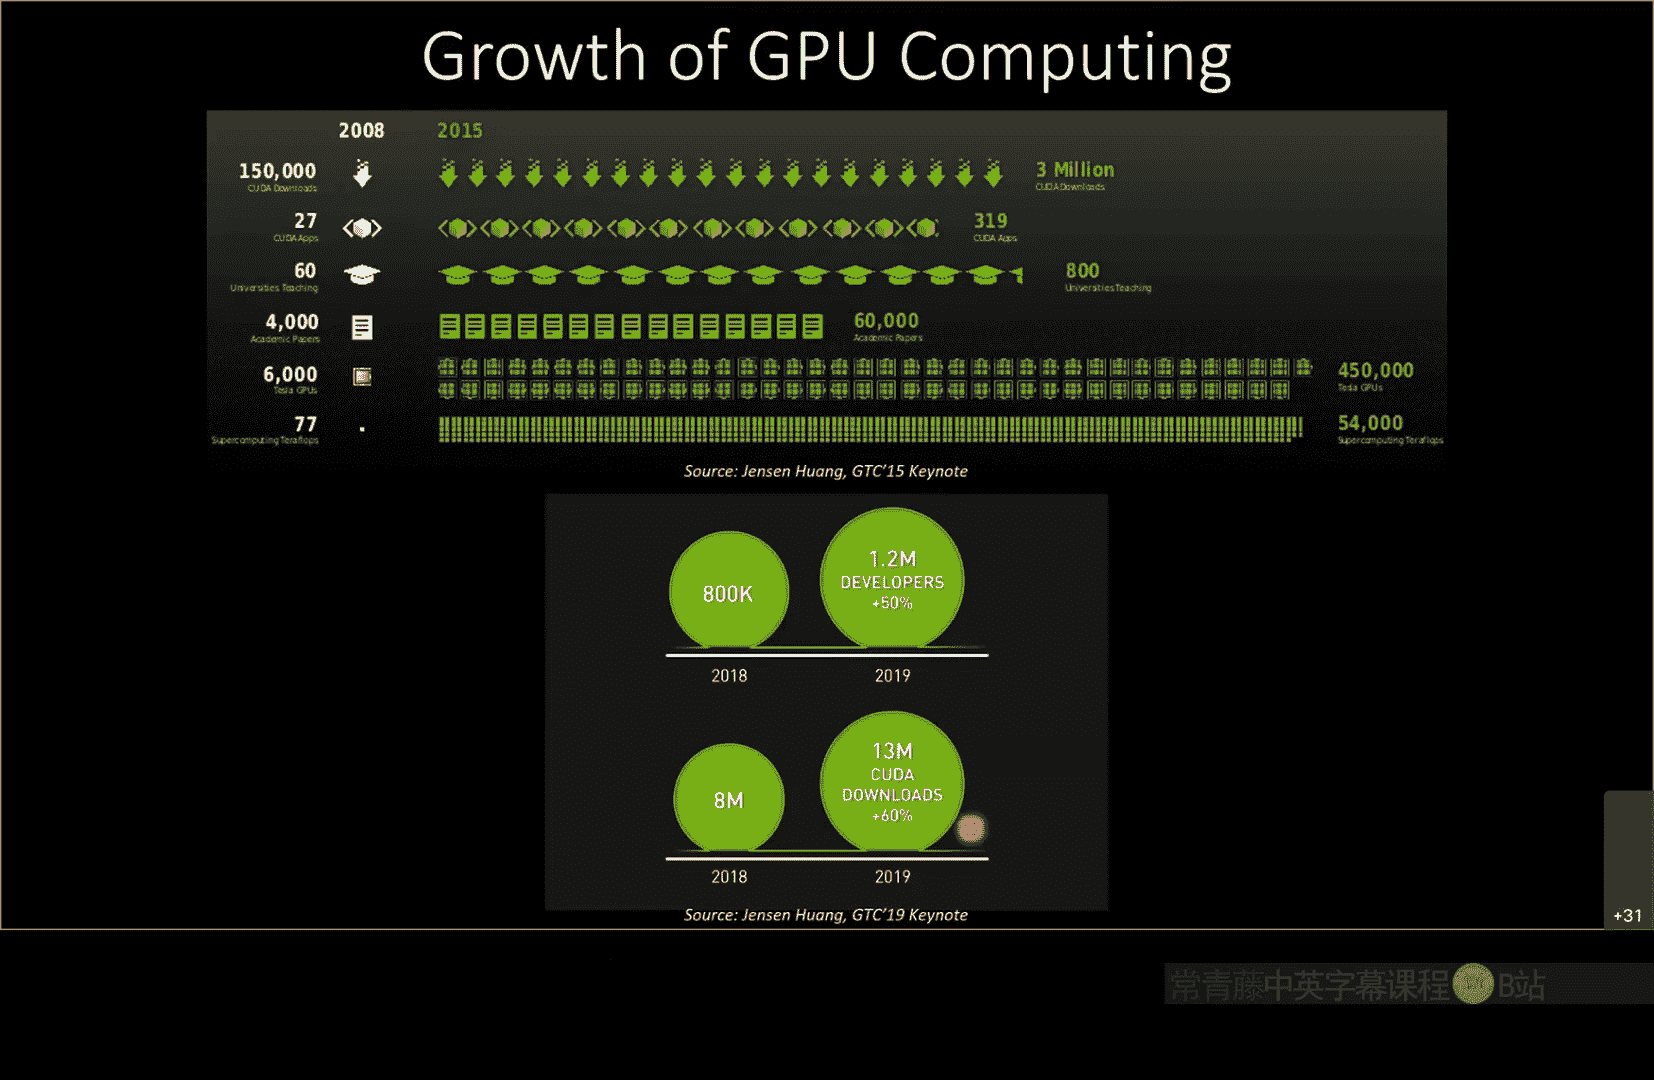 Growth of GPU Computing
2008
2015
150,000
CUDA Downloads
3 Million
CUDA Downloads
27
CUDA Apps
319
CUDA Apps
60
Universities Teaching
800
Universities Teaching
4,000
Academic Papers
60,000
Academic Papers
6,000
Tesla GPUs
450,000
Tesla GPUs
77
Supercomputing Teraflops
54,000
Supercomputing Teraflops
Source: Jensen Huang, GTC'15 Keynote
800K
1.2M
DEVELOPERS
+50%
2018
2019
8M
13M
CUDA
DOWNLOADS
+60%
2018
2019
Source: Jensen Huang, GTC'19 Keynote
+31
常青藤中英字幕课程
B站